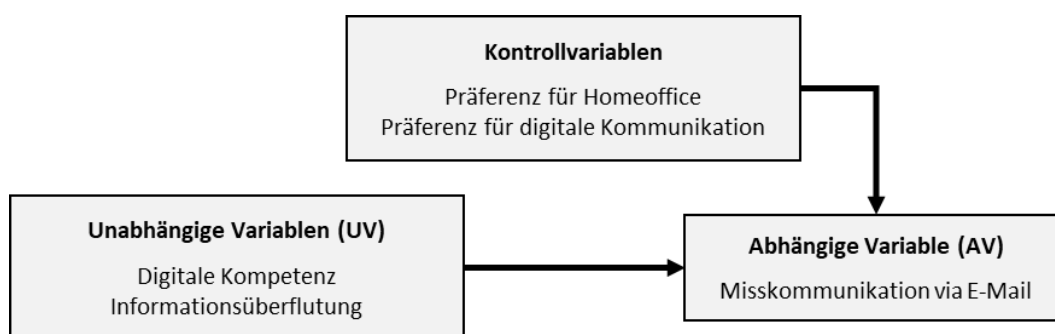 Kontrollvariablen
Präferenz für Homeoffice
Präferenz für digitale Kommunikation
Unabhängige Variablen (UV)
Digitale Kompetenz
Informationsüberflutung
Abhängige Variable (AV)
Misskommunikation via E-Mail